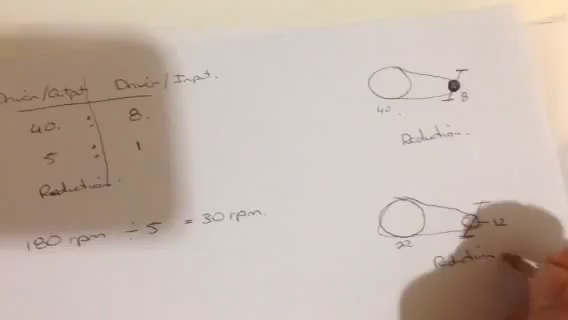 Driven/Output Driver/Input.
40. : 8.
5 : 1
Reduction.
180 rpm ÷ 5 = 30 rpm.
40.
8
Reduction.
22
12
Reduction